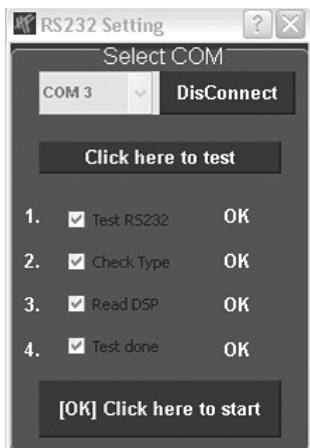 RS232 Setting
Select COM
COM 3 DisConnect
Click here to test
1. Test RS232 OK
2. Check Type OK
3. Read DSP OK
4. Test done OK
[OK] Click here to start